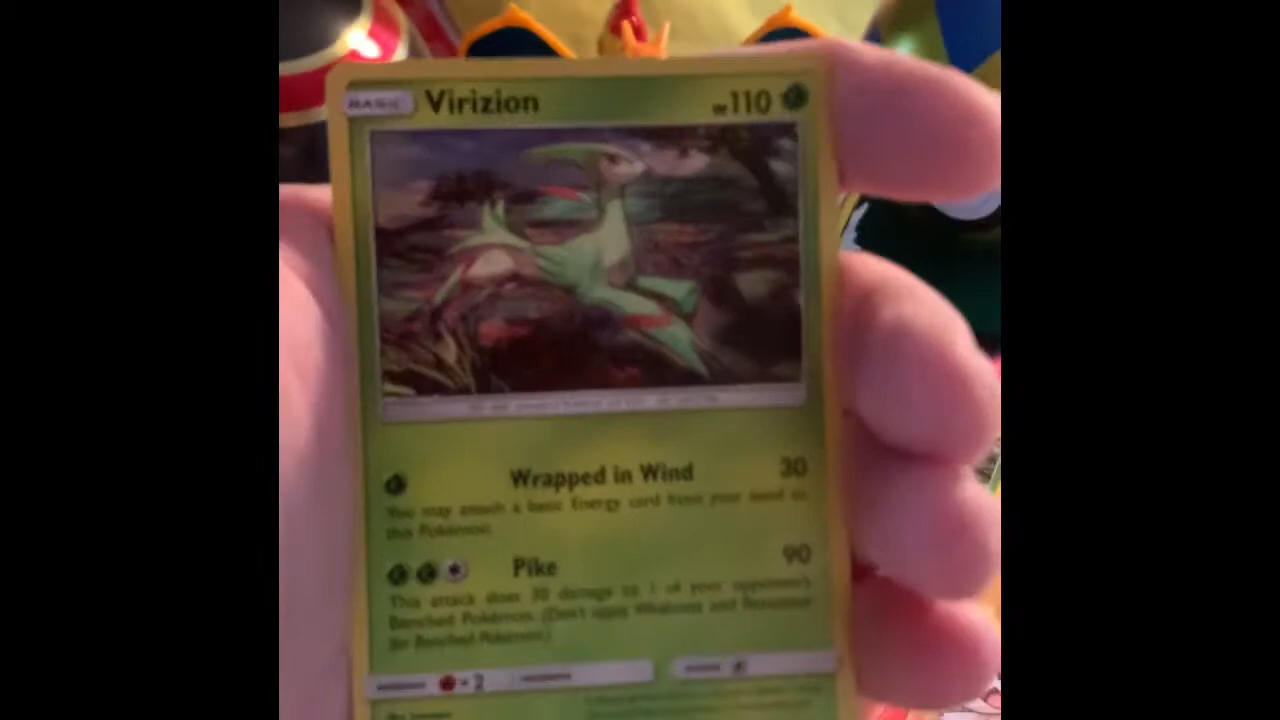 BASIC Virizion 110
Wrapped in Wind 30
You may attach a basic Energy card from your hand to
this Pokémon.
Pike 90
This attack does 30 damage to 1 of your opponent's
Benched Pokémon. (Don't apply Weakness and Resistance
for Benched Pokémon.)
×2